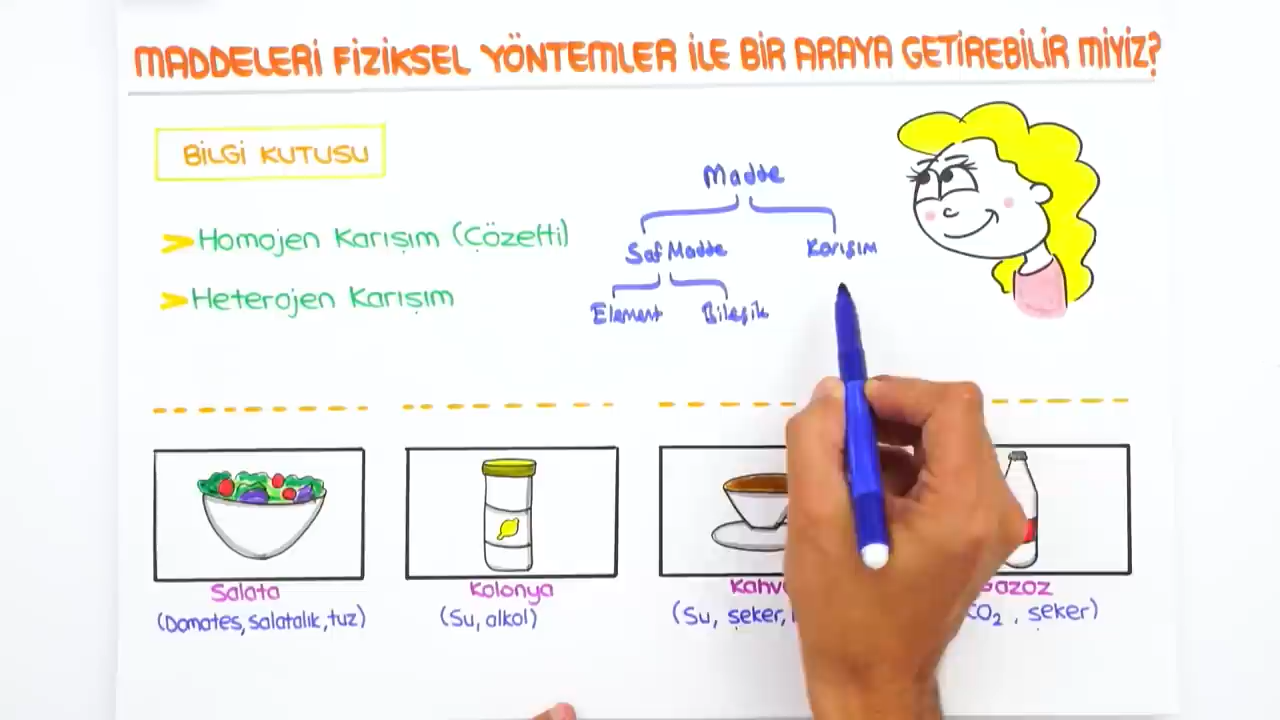 MADDELERİ FİZİKSEL YÖNTEMLER İLE BİR ARAYA GETİREBİLİR MİYİZ?
BİLGİ KUTUSU
➤Homojen Karışım (Çözelti)
➤Heterojen Karışım
Madde
Saf Madde Karışım
Element Bileşik
Salata
(Domates, salatalık, tuz)
Kolonya
(Su, alkol)
(Su, şeker,
CO₂, şeker)